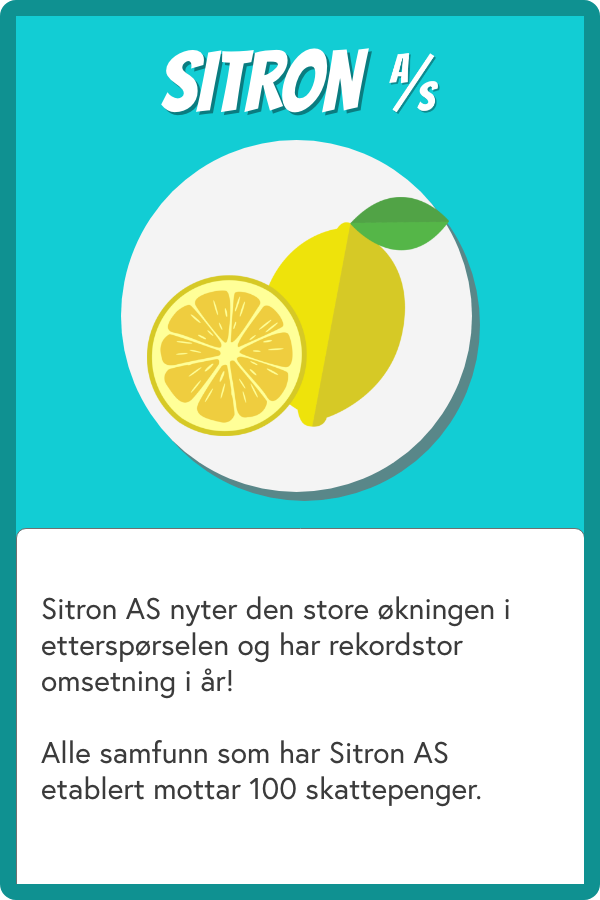 SITRON A/S
Sitron AS nyter den store økningen i
etterspørselen og har rekordstor
omsetning i år!
Alle samfunn som har Sitron AS
etablert mottar 100 skattepenger.